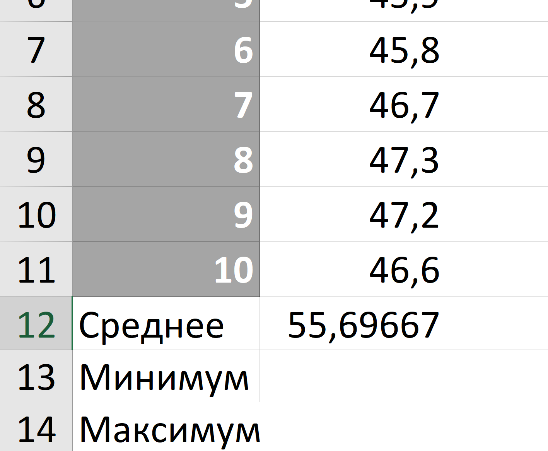 7 6 45,8
8 7 46,7
9 8 47,3
10 9 47,2
11 10 46,6
12 Среднее 55,69667
13 Минимум
14 Максимум